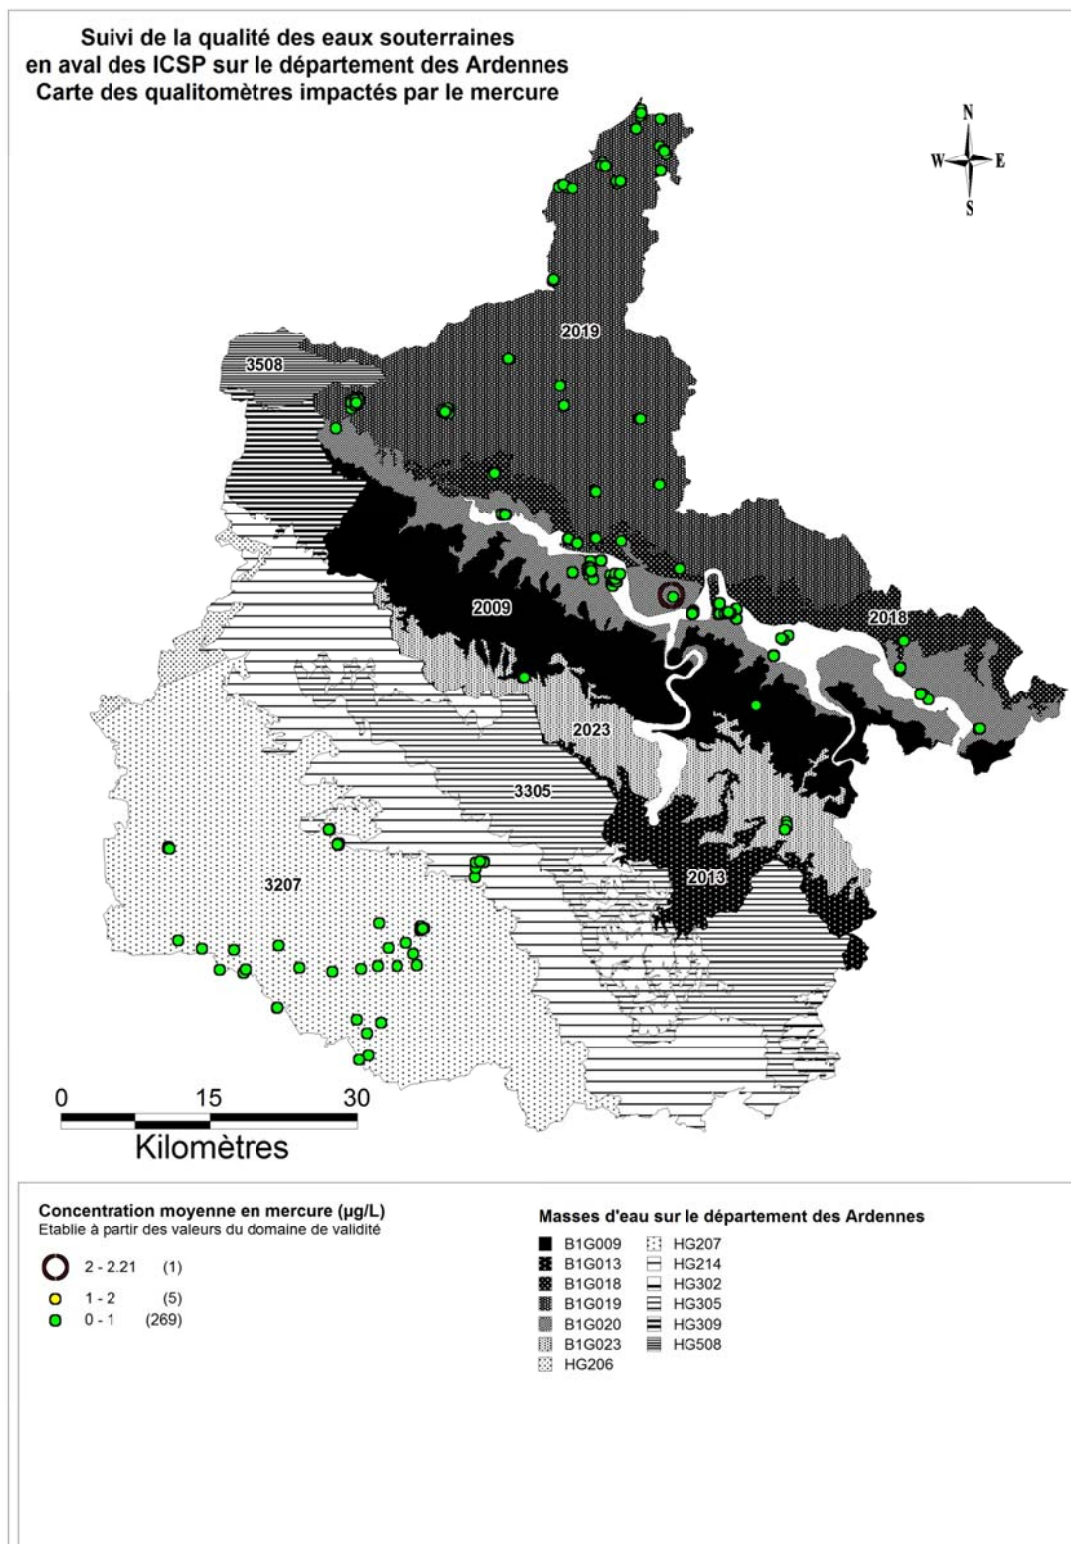 Suivi de la qualité des eaux souterraines
en aval des ICSP sur le département des Ardennes
Carte des qualitomètres impactés par le mercure
N
W E
S
2019
3508
2009
2018
2023
3305
2013
3207
0 15 30
Kilomètres
Concentration moyenne en mercure (µg/L)
Etablie à partir des valeurs du domaine de validité
2 - 2.21 (1)
1 - 2 (5)
0 - 1 (269)
Masses d'eau sur le département des Ardennes
B1G009 HG207
B1G013 HG214
B1G018 HG302
B1G019 HG305
B1G020 HG309
B1G023 HG508
HG206